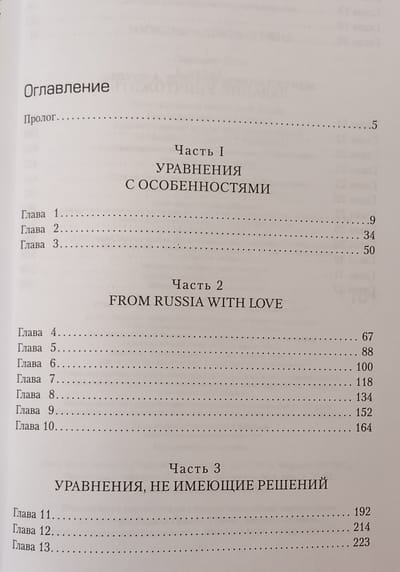 Оглавление
Пролог 5
Часть I
УРАВНЕНИЯ
С ОСОБЕННОСТЯМИ
Глава 1 9
Глава 2 34
Глава 3 50
Часть 2
FROM RUSSIA WITH LOVE
Глава 4 67
Глава 5 88
Глава 6 100
Глава 7 118
Глава 8 134
Глава 9 152
Глава 10 164
Часть 3
УРАВНЕНИЯ, НЕ ИМЕЮЩИЕ РЕШЕНИЙ
Глава 11 192
Глава 12 214
Глава 13 223